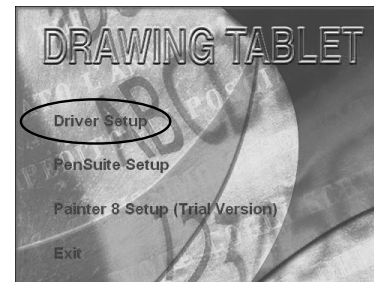 DRAWING TABLET
Driver Setup
PenSuite Setup
Painter 8 Setup (Trial Version)
Exit